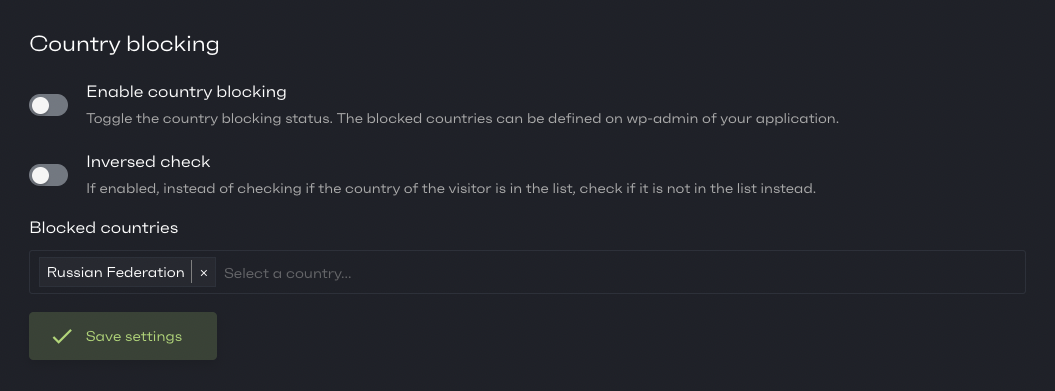 Country blocking
Enable country blocking
Toggle the country blocking status. The blocked countries can be defined on wp-admin of your application.
Inversed check
If enabled, instead of checking if the country of the visitor is in the list, check if it is not in the list instead.
Blocked countries
Russian Federation × Select a country...
Save settings